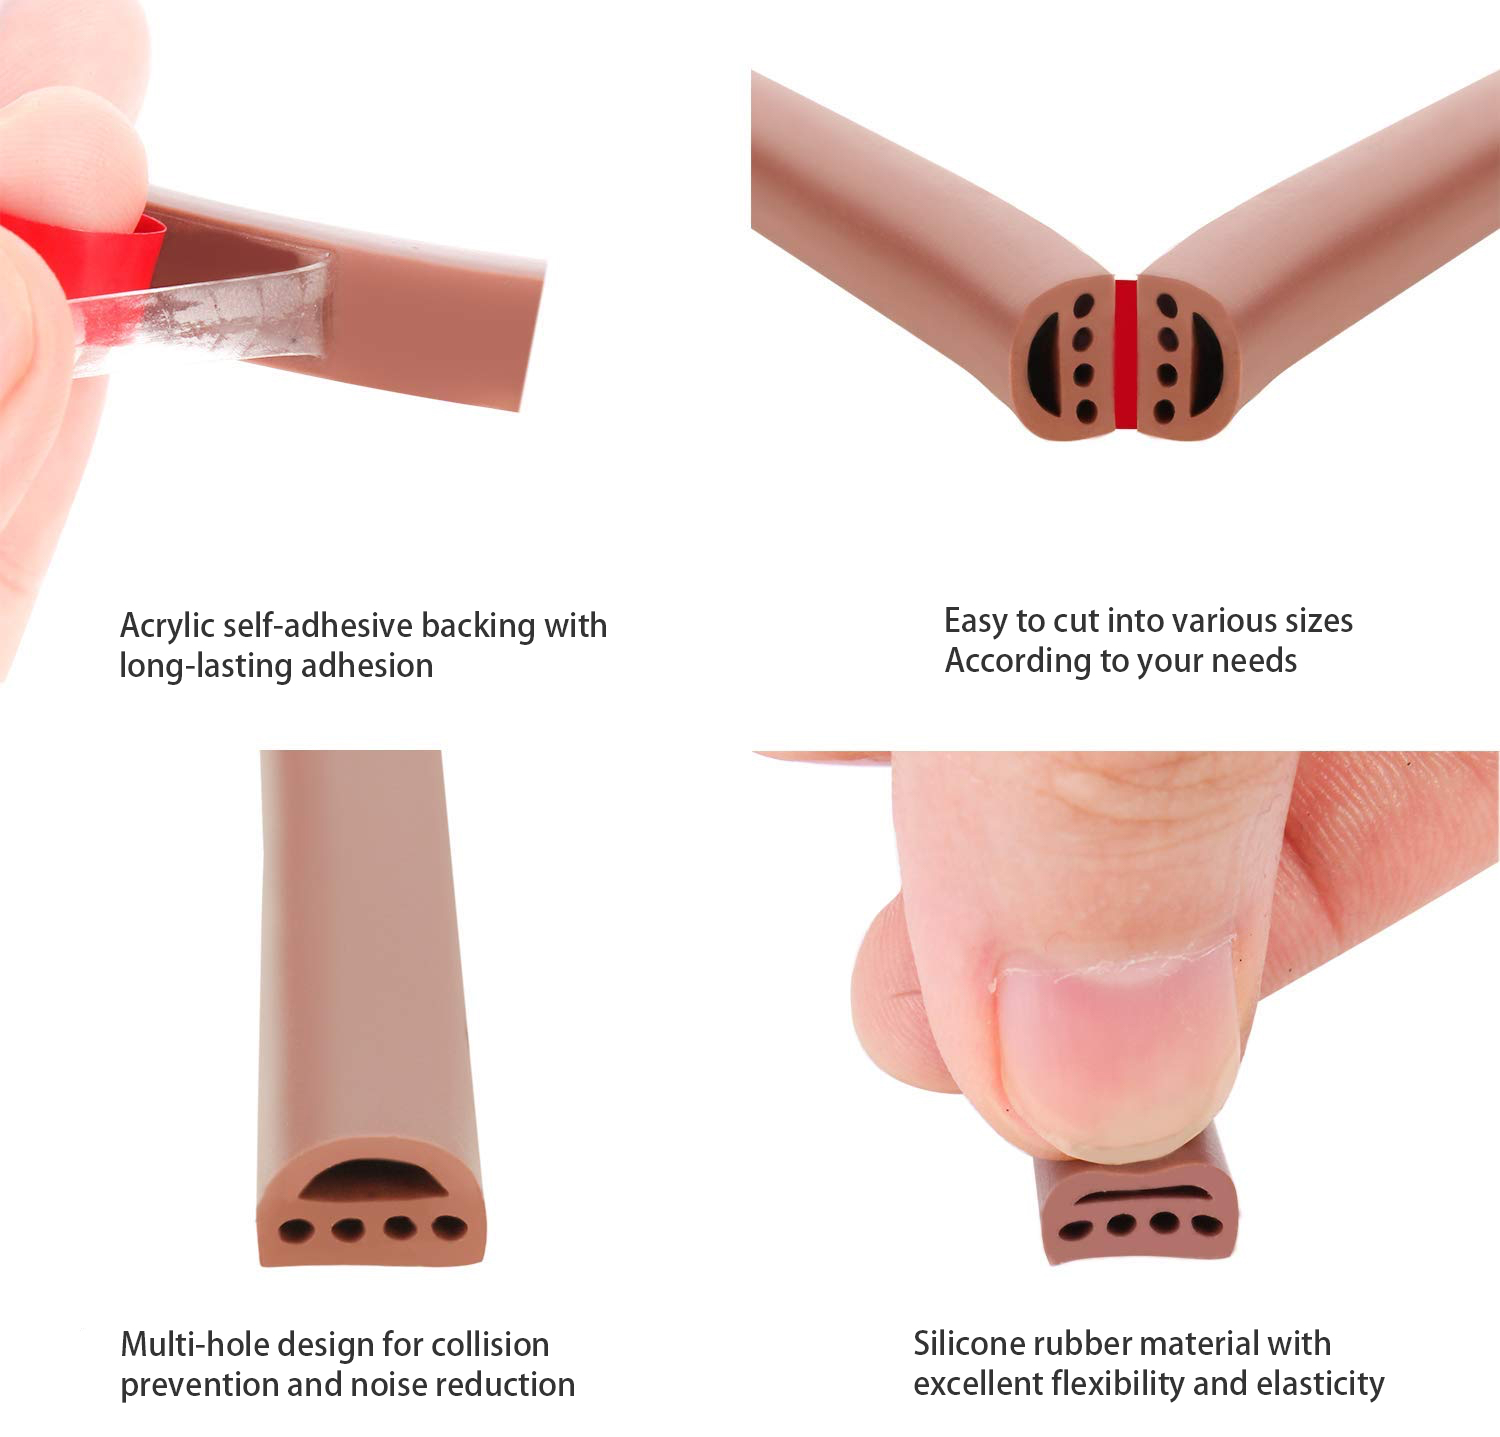 Acrylic self-adhesive backing with
long-lasting adhesion
Easy to cut into various sizes
According to your needs
Multi-hole design for collision
prevention and noise reduction
Silicone rubber material with
excellent flexibility and elasticity